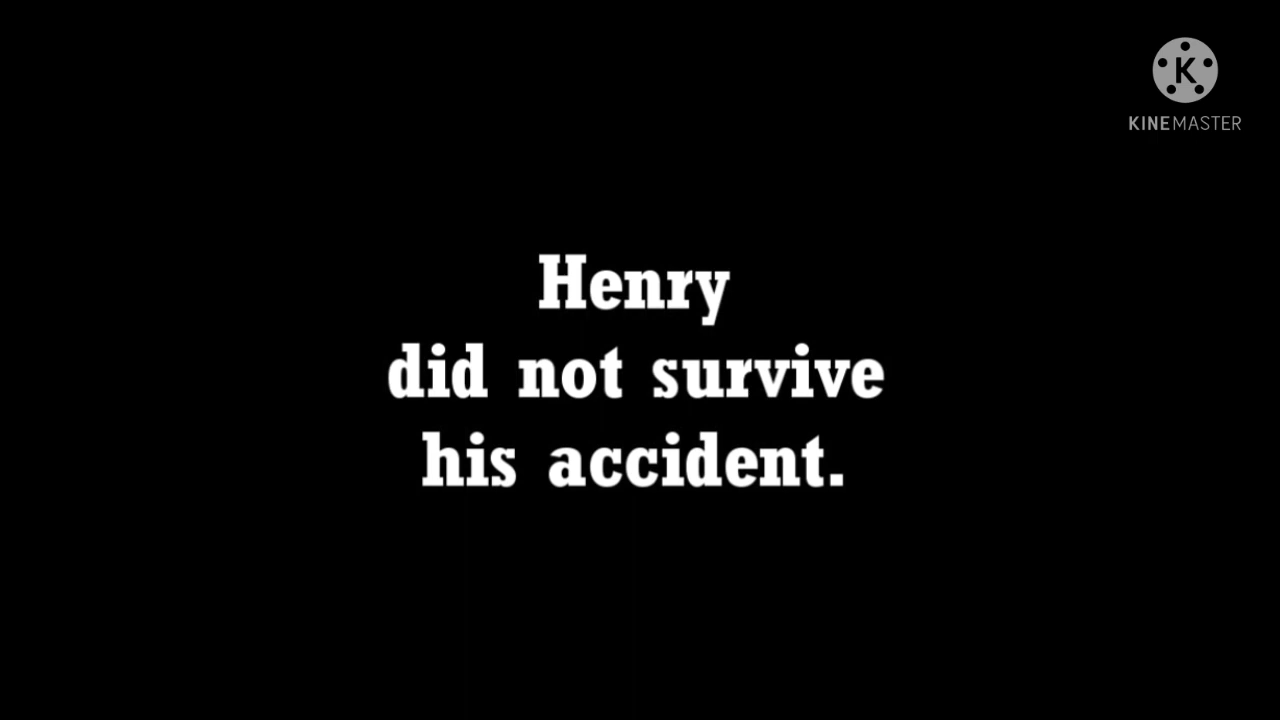 K
KINEMASTER
Henry
did not survive
his accident.